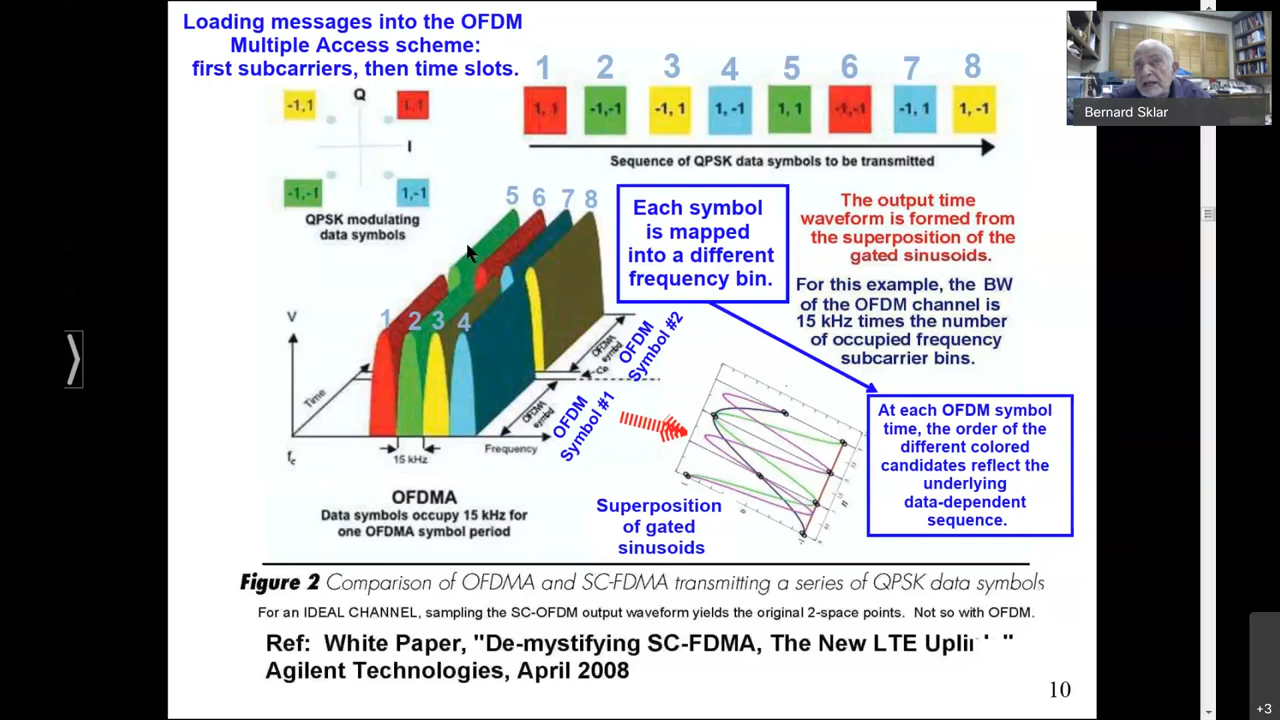 Loading messages into the OFDM
Multiple Access scheme:
first subcarriers, then time slots.
1 2 3 4 5 6 7 8
1, 1 -1,-1 -1, 1 1, -1 1, 1 -1,-1 -1, 1 1, -1
Sequence of QPSK data symbols to be transmitted
Bernard Sklar
-1,1 Q 1,1
I
-1,-1 1,-1
QPSK modulating
data symbols
5 6 7 8
1 2 3 4
V
Time
fc
15 kHz
Frequency
OFDMA
symbol
CP
OFDMA
symbol
OFDM
Symbol #2
OFDM
Symbol #1
Each symbol
is mapped
into a different
frequency bin.
The output time
waveform is formed from
the superposition of the
gated sinusoids.
For this example, the BW
of the OFDM channel is
15 kHz times the number
of occupied frequency
subcarrier bins.
At each OFDM symbol
time, the order of the
different colored
candidates reflect the
underlying
data-dependent
sequence.
OFDMA
Data symbols occupy 15 kHz for
one OFDMA symbol period
Superposition
of gated
sinusoids
Figure 2 Comparison of OFDMA and SC-FDMA transmitting a series of QPSK data symbols
For an IDEAL CHANNEL, sampling the SC-OFDM output waveform yields the original 2-space points. Not so with OFDM.
Ref: White Paper, "De-mystifying SC-FDMA, The New LTE "
Agilent Technologies, April 2008
10
+3